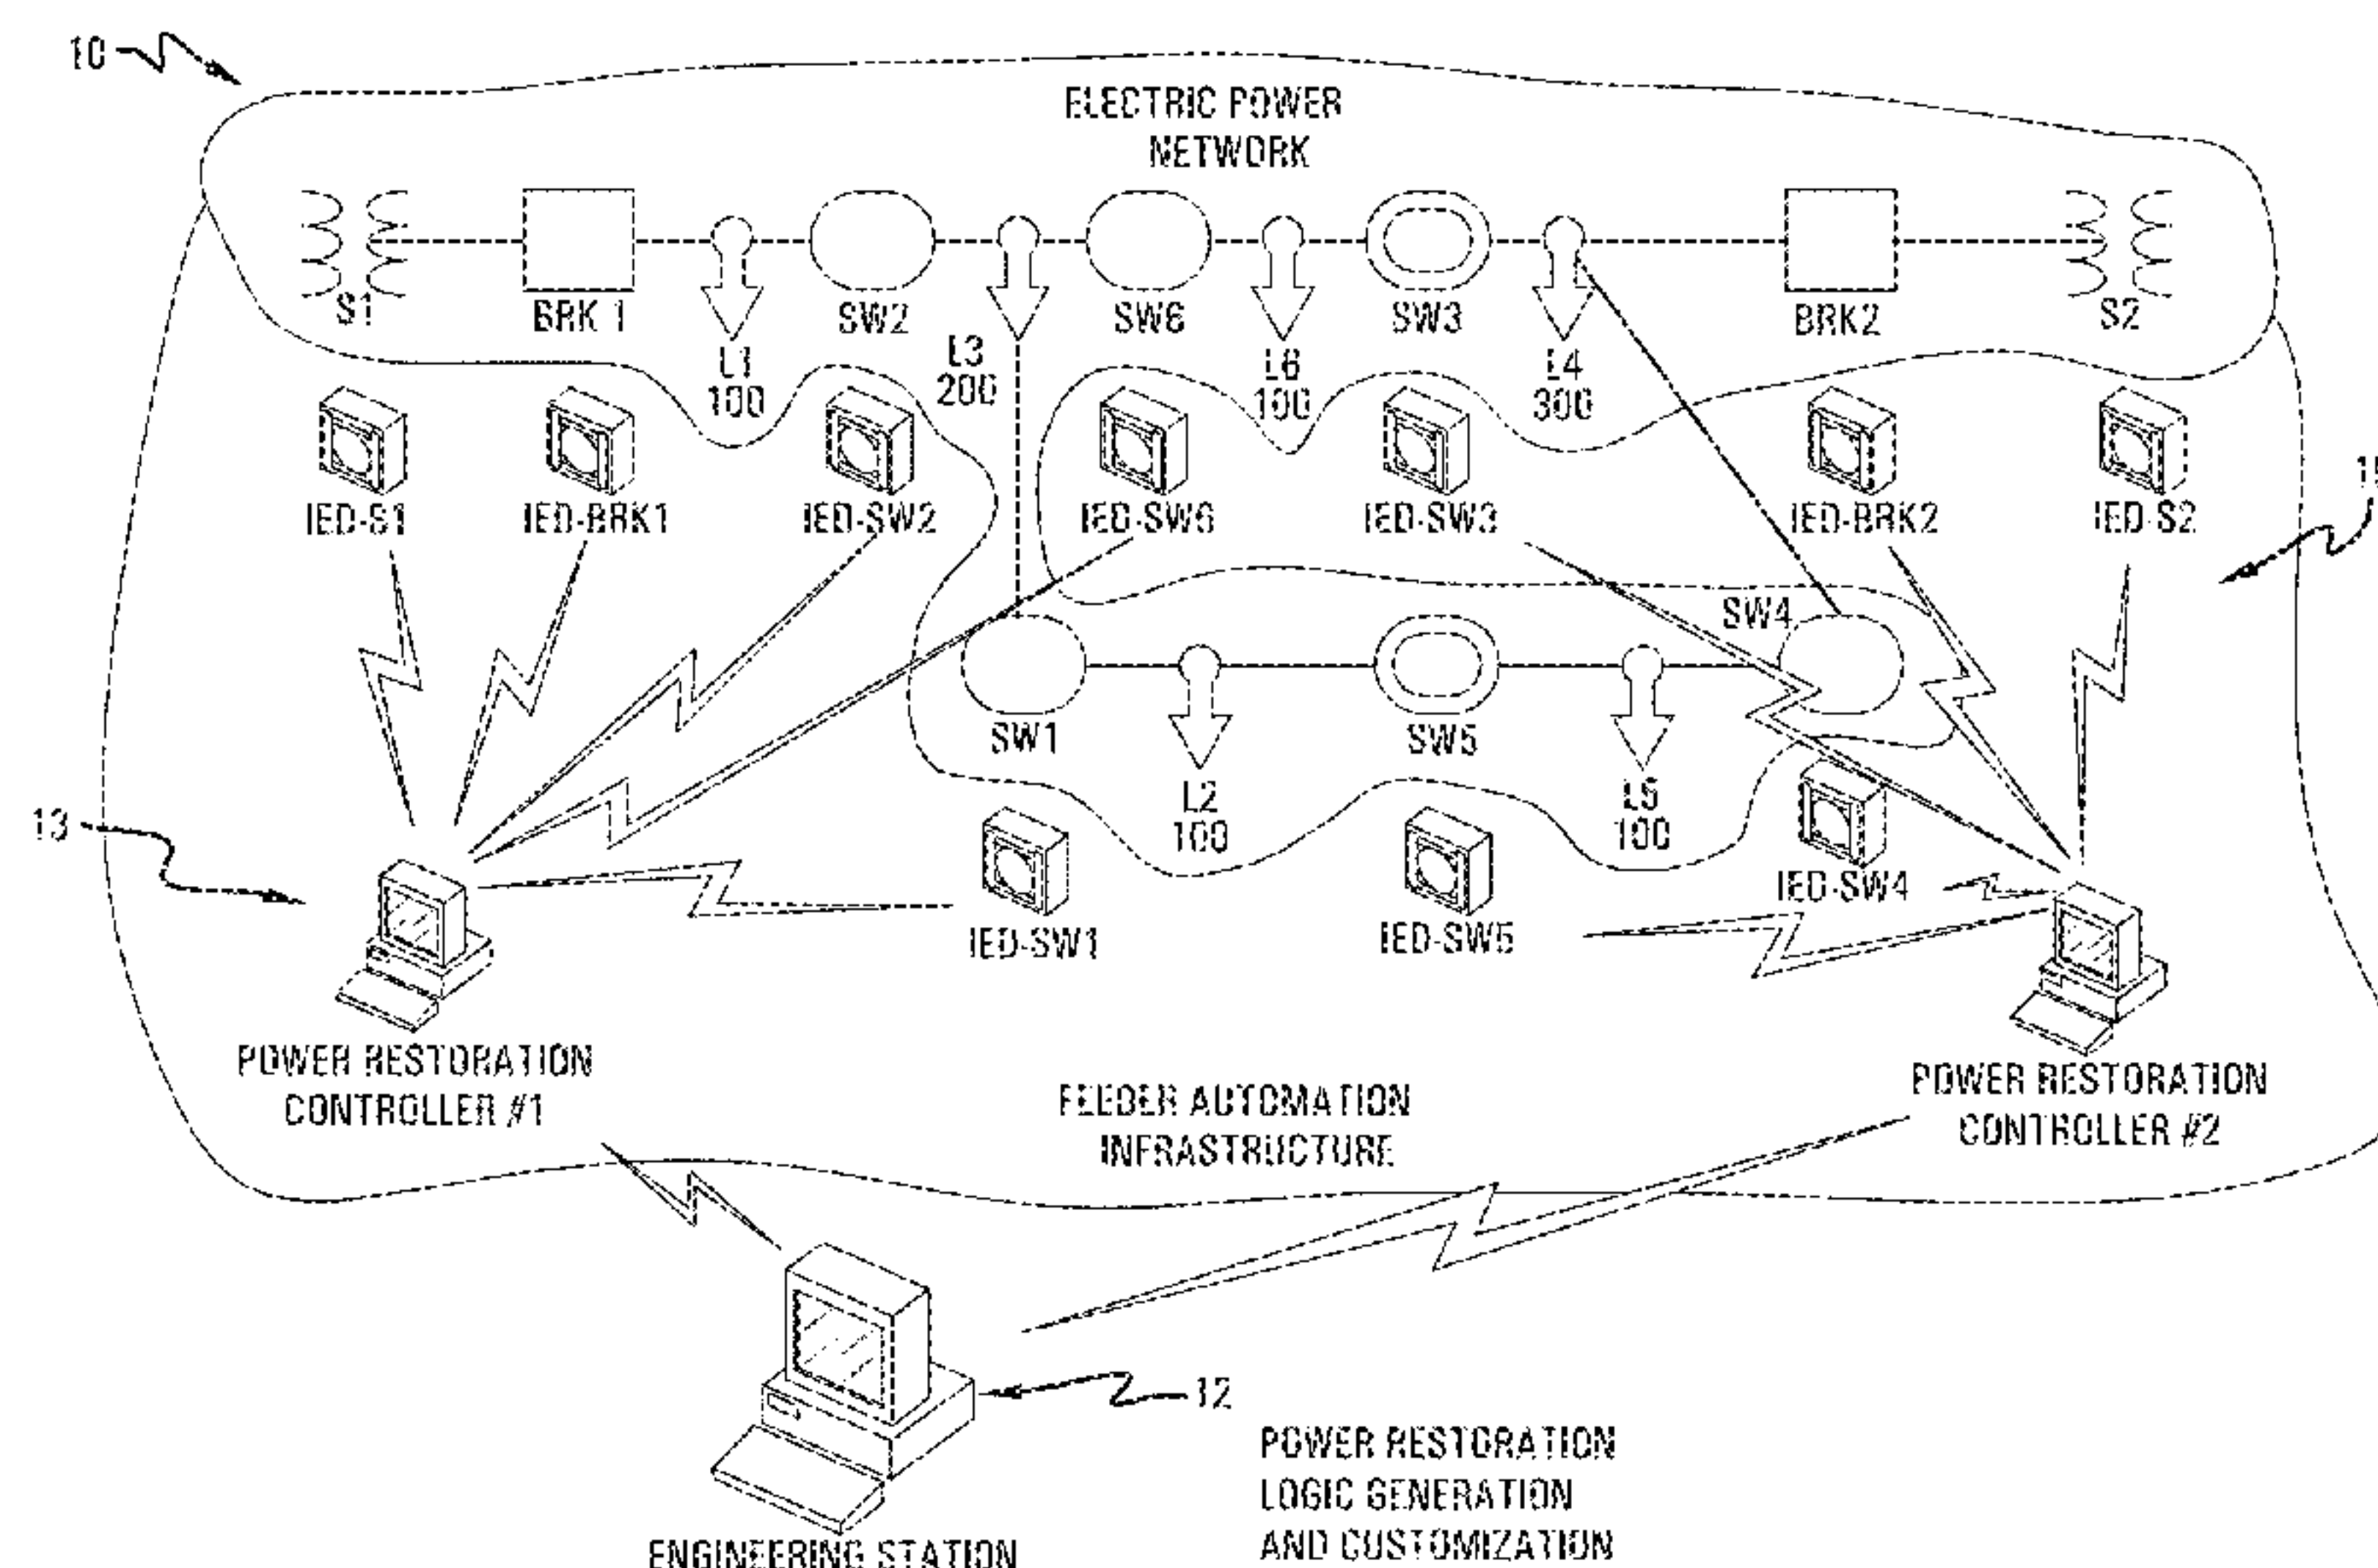 10
ELECTRIC POWER
NETWORK
S1
BRK 1
SW2
SW6
SW3
BRK2
S2
L1
100
L3
200
L6
100
L4
300
IED-S1
IED-BRK1
IED-SW2
IED-SW6
IED-SW3
IED-BRK2
IED-S2
SW4
SW1
SW5
L2
100
L5
100
13
IED-SW1
IED-SW5
IED-SW4
POWER RESTORATION
CONTROLLER #1
FEEDER AUTOMATION
INFRASTRUCTURE
POWER RESTORATION
CONTROLLER #2
12
POWER RESTORATION
LOGIC GENERATION
AND CUSTOMIZATION
ENGINEERING STATION